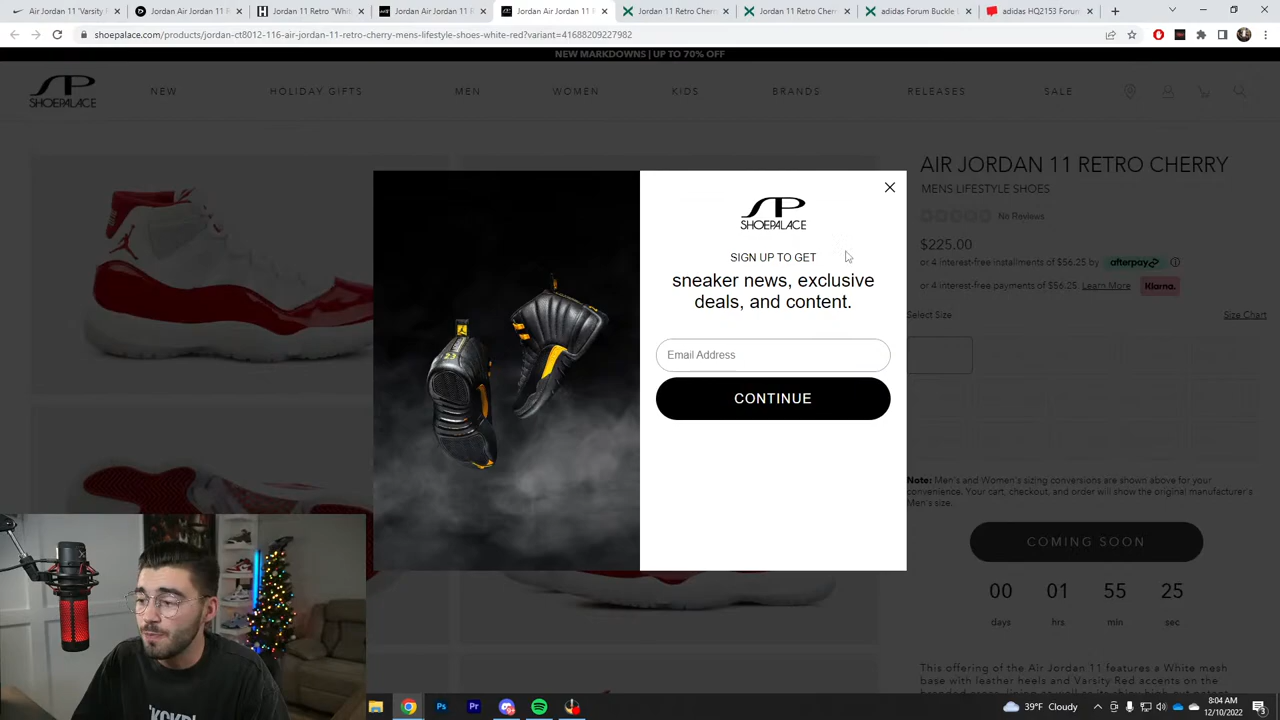 Jordan 11 "Varsity R
Jordan Air Jordan 11 R
11 Retro "Whit
Jordan Air Jordan 11 R
Jordan Air Jordan 11 R
Jordan 11 Retro Cherr
Jordan 11 Retro Cherr
adidas Forum Buckle L
adidas HQ2153 Forum
shoepalace.com/products/jordan-ct8012-116-air-jordan-11-retro-cherry-mens-lifestyle-shoes-white-red?variant=41688209227982
NEW MARKDOWNS | UP TO 70% OFF
SP
SHOEPALACE
NEW
HOLIDAY GIFTS
MEN
WOMEN
KIDS
BRANDS
RELEASES
SALE
AIR JORDAN 11 RETRO CHERRY
MENS LIFESTYLE SHOES
No Reviews
$225.00
or 4 interest-free installments of $56.25 by afterpay
or 4 interest-free payments of $56.25 Learn More Klarna.
Select Size
Size Chart
SP
SHOEPALACE
SIGN UP TO GET
sneaker news, exclusive
deals, and content.
Email Address
CONTINUE
Note: Men's and Women's sizing conversions are shown above for your
convenience. Your cart, checkout, and order will show the original manufacturer's
Men's size.
COMING SOON
00 01 55 25
days hrs min sec
This offering of the Air Jordan 11 features a White mesh
base with leather heels and Varsity Red accents on the
Ps
Pr
39°F Cloudy
8:04 AM
12/10/2022